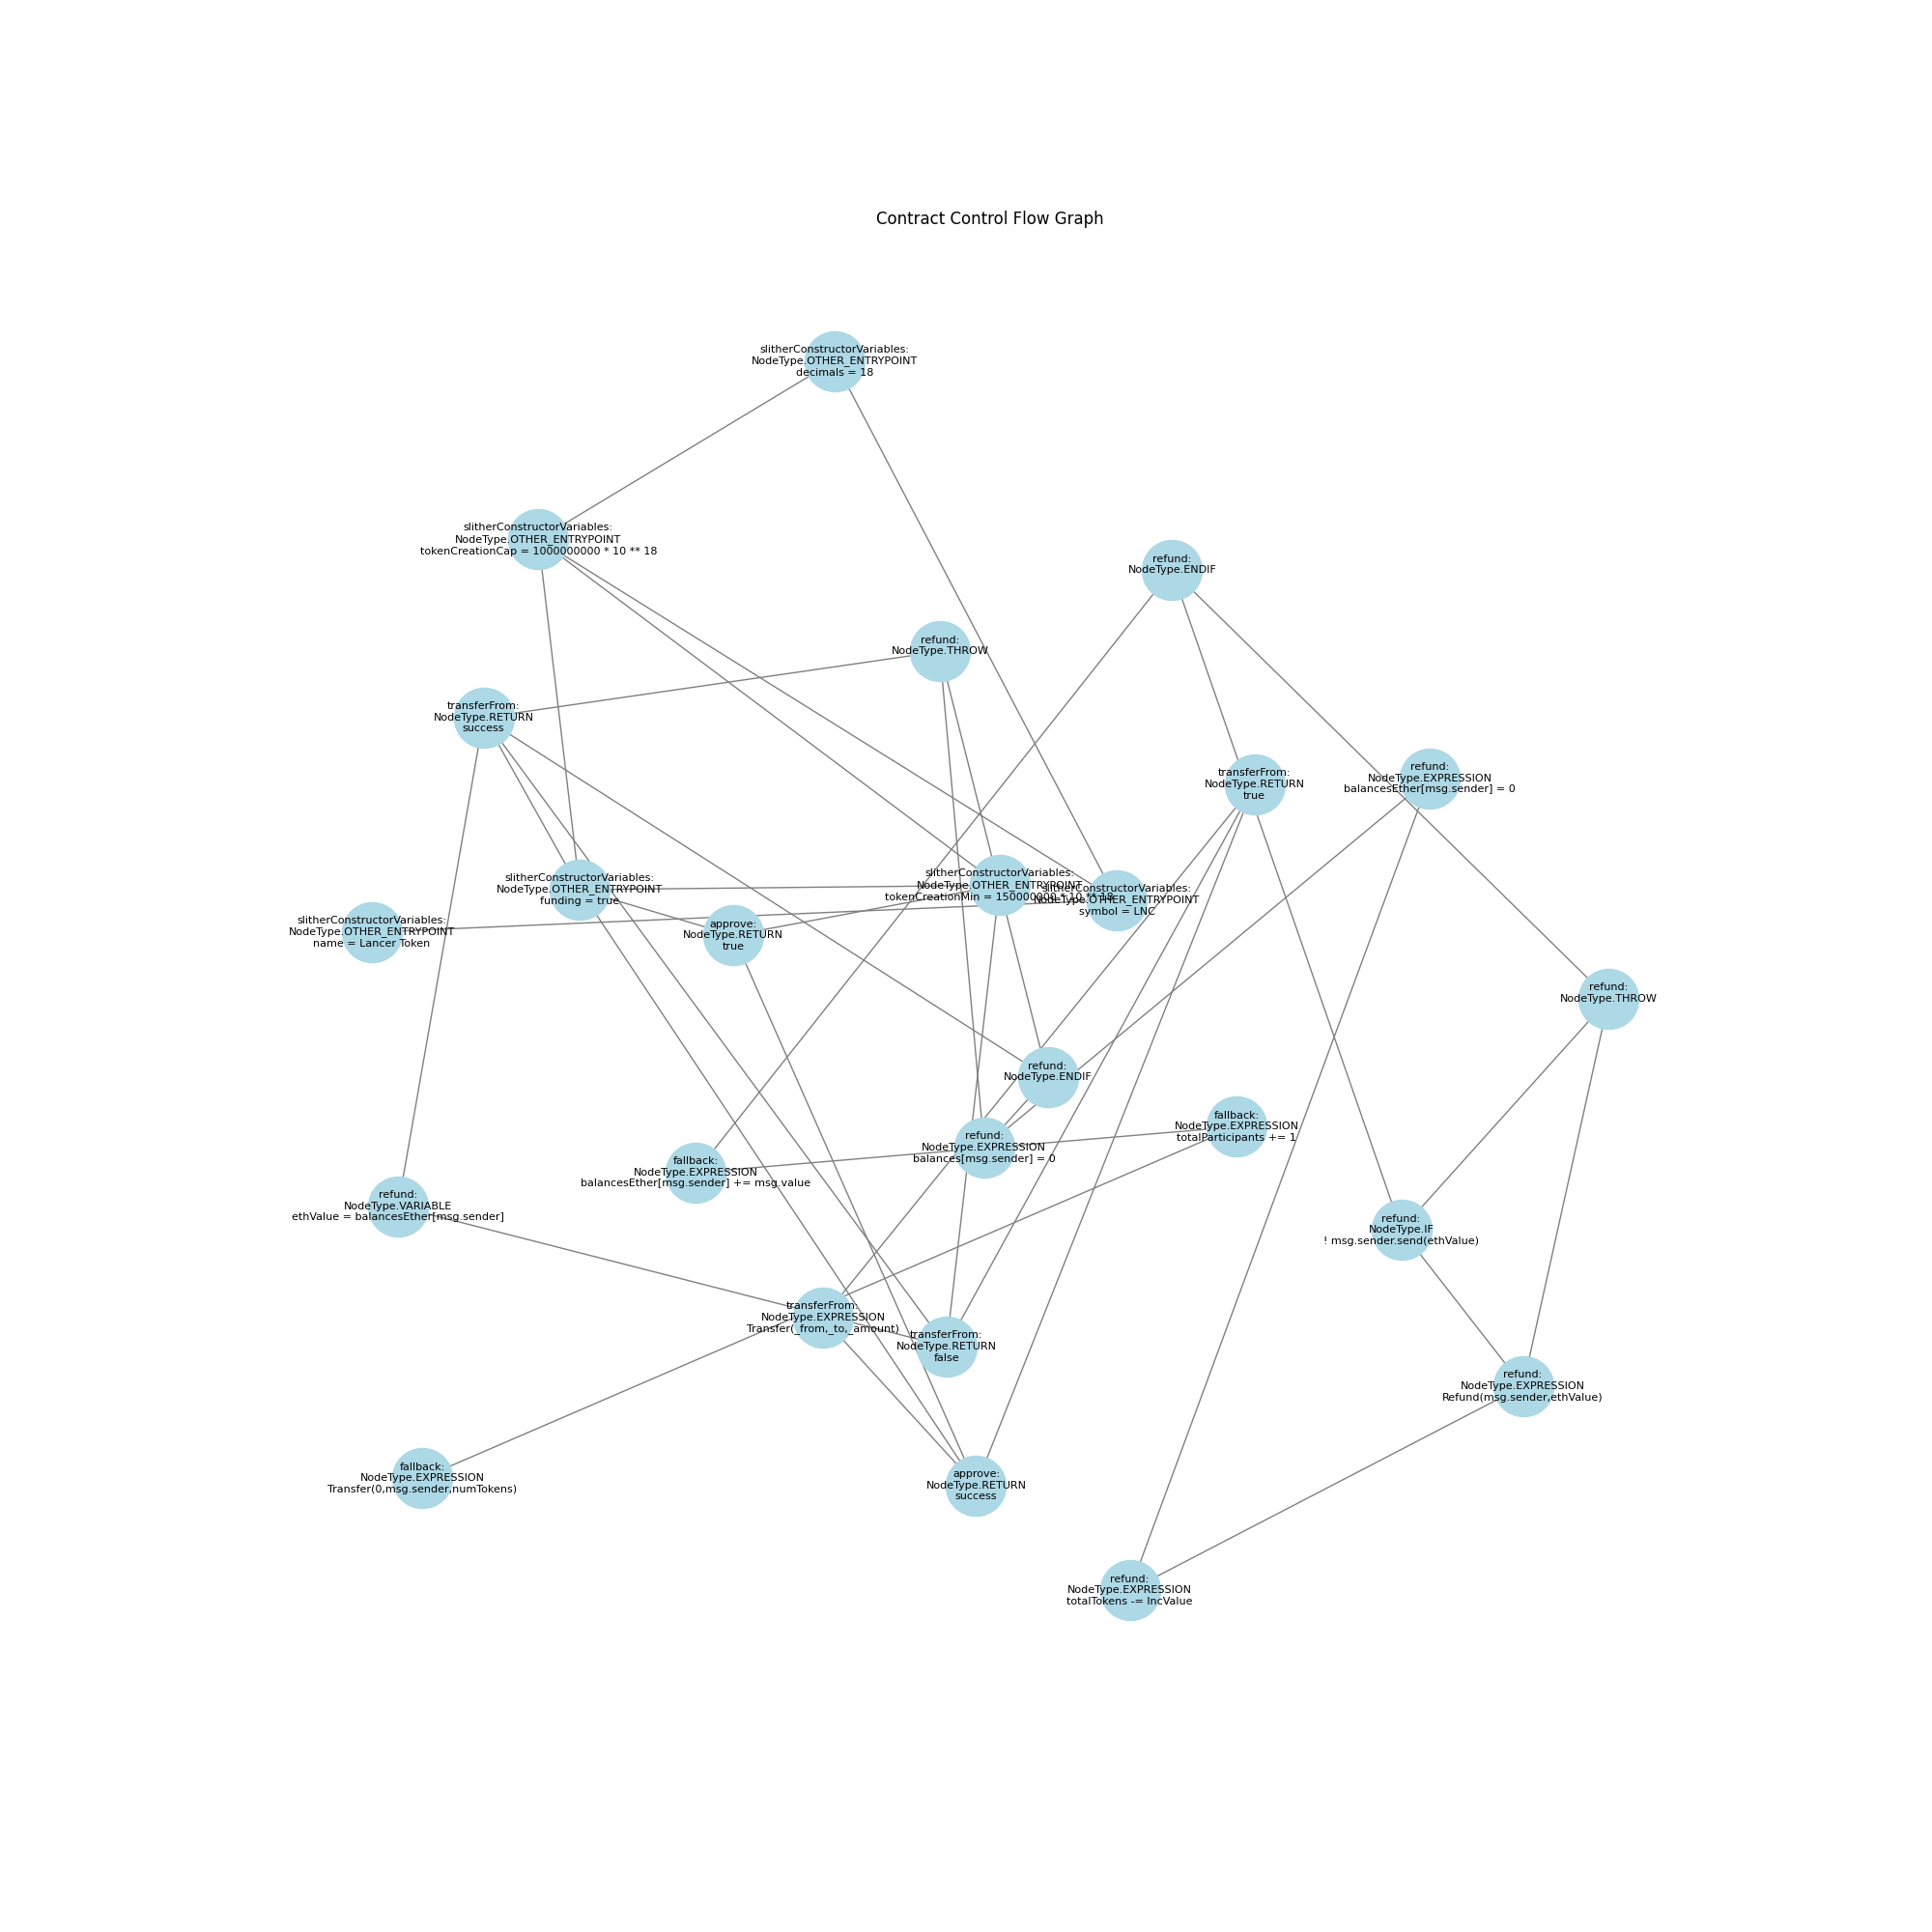 Contract Control Flow Graph
slitherConstructorVariables:
NodeType.OTHER_ENTRYPOINT
decimals = 18
slitherConstructorVariables:
NodeType.OTHER_ENTRYPOINT
tokenCreationCap = 1000000000 * 10 ** 18
refund:
NodeType.ENDIF
refund:
NodeType.THROW
transferFrom:
NodeType.RETURN
success
transferFrom:
NodeType.RETURN
true
refund:
NodeType.EXPRESSION
balancesEther[msg.sender] = 0
slitherConstructorVariables:
NodeType.OTHER_ENTRYPOINT
funding = true
slitherConstructorVariables:
NodeType.OTHER_ENTRYPOINT
tokenCreationMin = 150000000 * 10 ** 18
slitherConstructorVariables:
NodeType.OTHER_ENTRYPOINT
symbol = LNC
slitherConstructorVariables:
NodeType.OTHER_ENTRYPOINT
name = Lancer Token
approve:
NodeType.RETURN
true
refund:
NodeType.THROW
refund:
NodeType.ENDIF
fallback:
NodeType.EXPRESSION
totalParticipants += 1
refund:
NodeType.EXPRESSION
balances[msg.sender] = 0
fallback:
NodeType.EXPRESSION
balancesEther[msg.sender] += msg.value
refund:
NodeType.VARIABLE
ethValue = balancesEther[msg.sender]
refund:
NodeType.IF
! msg.sender.send(ethValue)
transferFrom:
NodeType.EXPRESSION
Transfer(_from,_to,_amount)
transferFrom:
NodeType.RETURN
false
refund:
NodeType.EXPRESSION
Refund(msg.sender,ethValue)
fallback:
NodeType.EXPRESSION
Transfer(0,msg.sender,numTokens)
approve:
NodeType.RETURN
success
refund:
NodeType.EXPRESSION
totalTokens -= lncValue